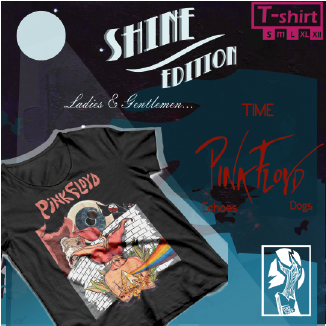 T-shirt
S M L XL XII
SHINE
EDITION
Ladies & Gentlemen...
TIME
PINK FLOYD
Echoes
Dogs
PINK FLOYD